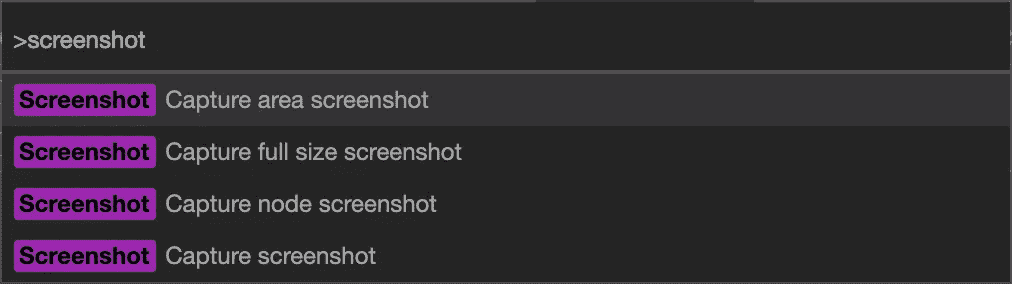 >screenshot
Screenshot Capture area screenshot
Screenshot Capture full size screenshot
Screenshot Capture node screenshot
Screenshot Capture screenshot